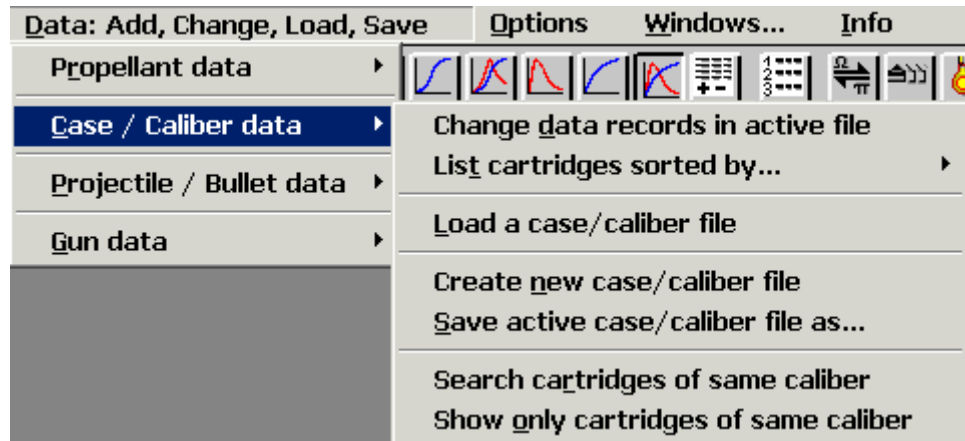 Data: Add, Change, Load, Save Options Windows... Info
Propellant data
Case / Caliber data
Projectile / Bullet data
Gun data
Change data records in active file
List cartridges sorted by...
Load a case/caliber file
Create new case/caliber file
Save active case/caliber file as...
Search cartridges of same caliber
Show only cartridges of same caliber